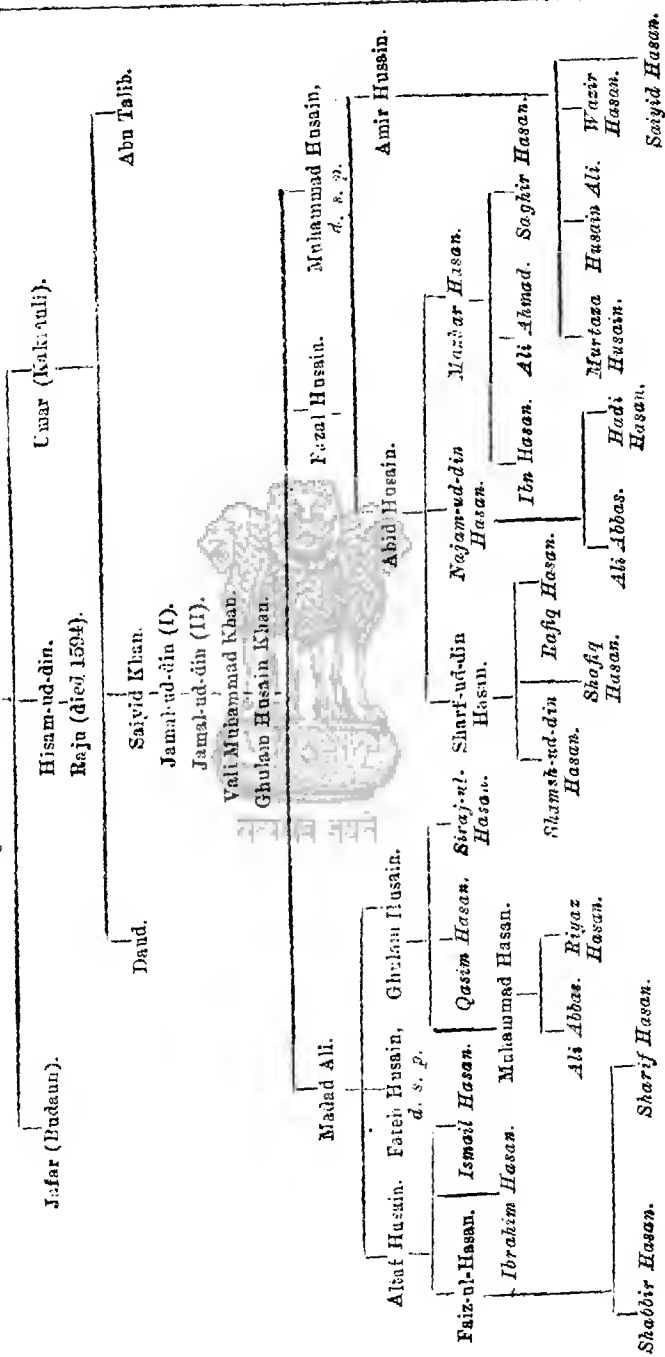 Jafar (Budaun).
Hisam-ud-din.
Umar (Kakrauli).
Raju (died 1594).
Daud.
Saiyid Khan.
Abu Talib.
Jamal-ud-din (I).
Jamal-ud-din (II).
Vali Muhammad Khan.
Ghulam Husain Khan.
Madad Ali.
Fazal Husain.
Muhammad Husain,
d. s. p.
Altaf Husain.
Fateh Husain,
d. s. p.
Ghulam Husain.
Abid Husain.
Amir Husain.
Faiz-ul-Hasan.
Ismail Hasan.
Qasim Hasan.
Siraj-ul-
Hasan.
Sharf-ud-din
Hasan.
Najam-ud-din
Hasan.
Mazhar Hasan.
Ibrahim Hasan.
Muhammad Hasan.
Shamsh-ud-din
Hasan.
Rafiq Hasan.
Ibn Hasan.
Ali Ahmad.
Saghir Hasan.
Ali Abbas.
Riyaz
Hasan.
Shafiq
Hasan.
Ali Abbas.
Hadi
Hasan.
Murtaza
Husain.
Husain Ali.
Wazir
Hasan.
Shabbir Hasan.
Sharif Hasan.
Saiyid Hasan.
सत्यमेव जयते